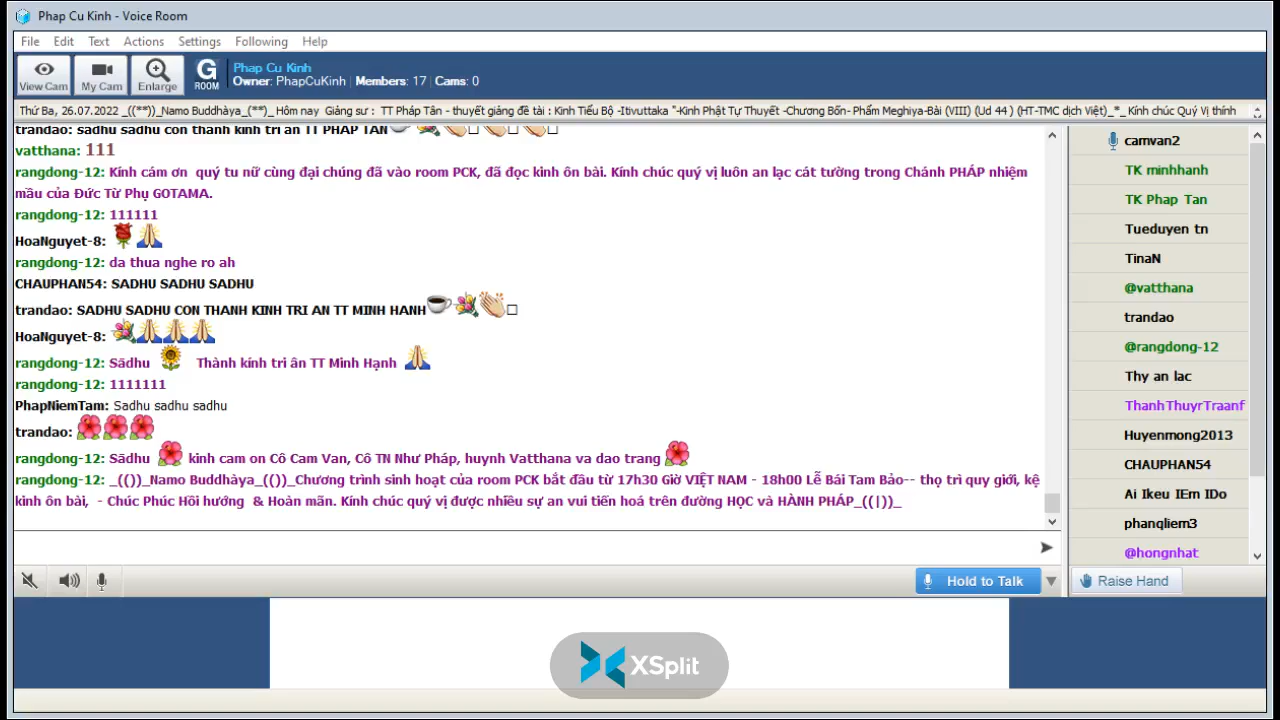 Phap Cu Kinh - Voice Room
File Edit Text Actions Settings Following Help
View Cam My Cam Enlarge G ROOM
Phap Cu Kinh
Owner: PhapCuKinh | Members: 17 | Cams: 0
Thứ Ba, 26.07.2022 _((**))_Namo Buddhàya_(**)_ Hôm nay Giảng sư : TT Pháp Tân - thuyết giảng đề tài : Kinh Tiểu Bộ -Itivuttaka "-Kinh Phật Tự Thuyết -Chương Bốn- Phẩm Meghiya-Bài (VIII) (Ud 44 ) (HT-TMC dịch Việt)_*_ Kính chúc Quý Vị thính
trandao: sadhu sadhu con thanh kinh tri an TT PHAP TAN
vatthana: 111
rangdong-12: Kính cám ơn quý tu nữ cùng đại chúng đã vào room PCK, đã đọc kinh ôn bài. Kính chúc quý vị luôn an lạc cát tường trong Chánh PHÁP nhiệm
mầu của Đức Từ Phụ GOTAMA.
rangdong-12: 111111
HoaNguyet-8:
rangdong-12: da thua nghe ro ah
CHAUPHAN54: SADHU SADHU SADHU
trandao: SADHU SADHU CON THANH KINH TRI AN TT MINH HANH
HoaNguyet-8:
rangdong-12: Sādhu Thành kính tri ân TT Minh Hạnh
rangdong-12: 1111111
PhapNiemTam: Sadhu sadhu sadhu
trandao:
rangdong-12: Sādhu kinh cam on Cô Cam Van, Cô TN Như Pháp, huynh Vatthana va dao trang
rangdong-12: _(())_Namo Buddhàya_(())_Chương trình sinh hoạt của room PCK bắt đầu từ 17h30 Giờ VIỆT NAM - 18h00 Lễ Bái Tam Bảo-- thọ trì quy giới, kệ
kinh ôn bài, - Chúc Phúc Hồi hướng & Hoàn mãn. Kính chúc quý vị được nhiều sự an vui tiến hoá trên đường HỌC và HÀNH PHÁP_((|))_
camvan2
TK minhhanh
TK Phap Tan
Tueduyen tn
TinaN
@vatthana
trandao
@rangdong-12
Thy an lac
ThanhThuyrTraanf
Huyenmong2013
CHAUPHAN54
Ai Ikeu IEm IDo
phanqliem3
@hongnhat
Hold to Talk
Raise Hand
XSplit